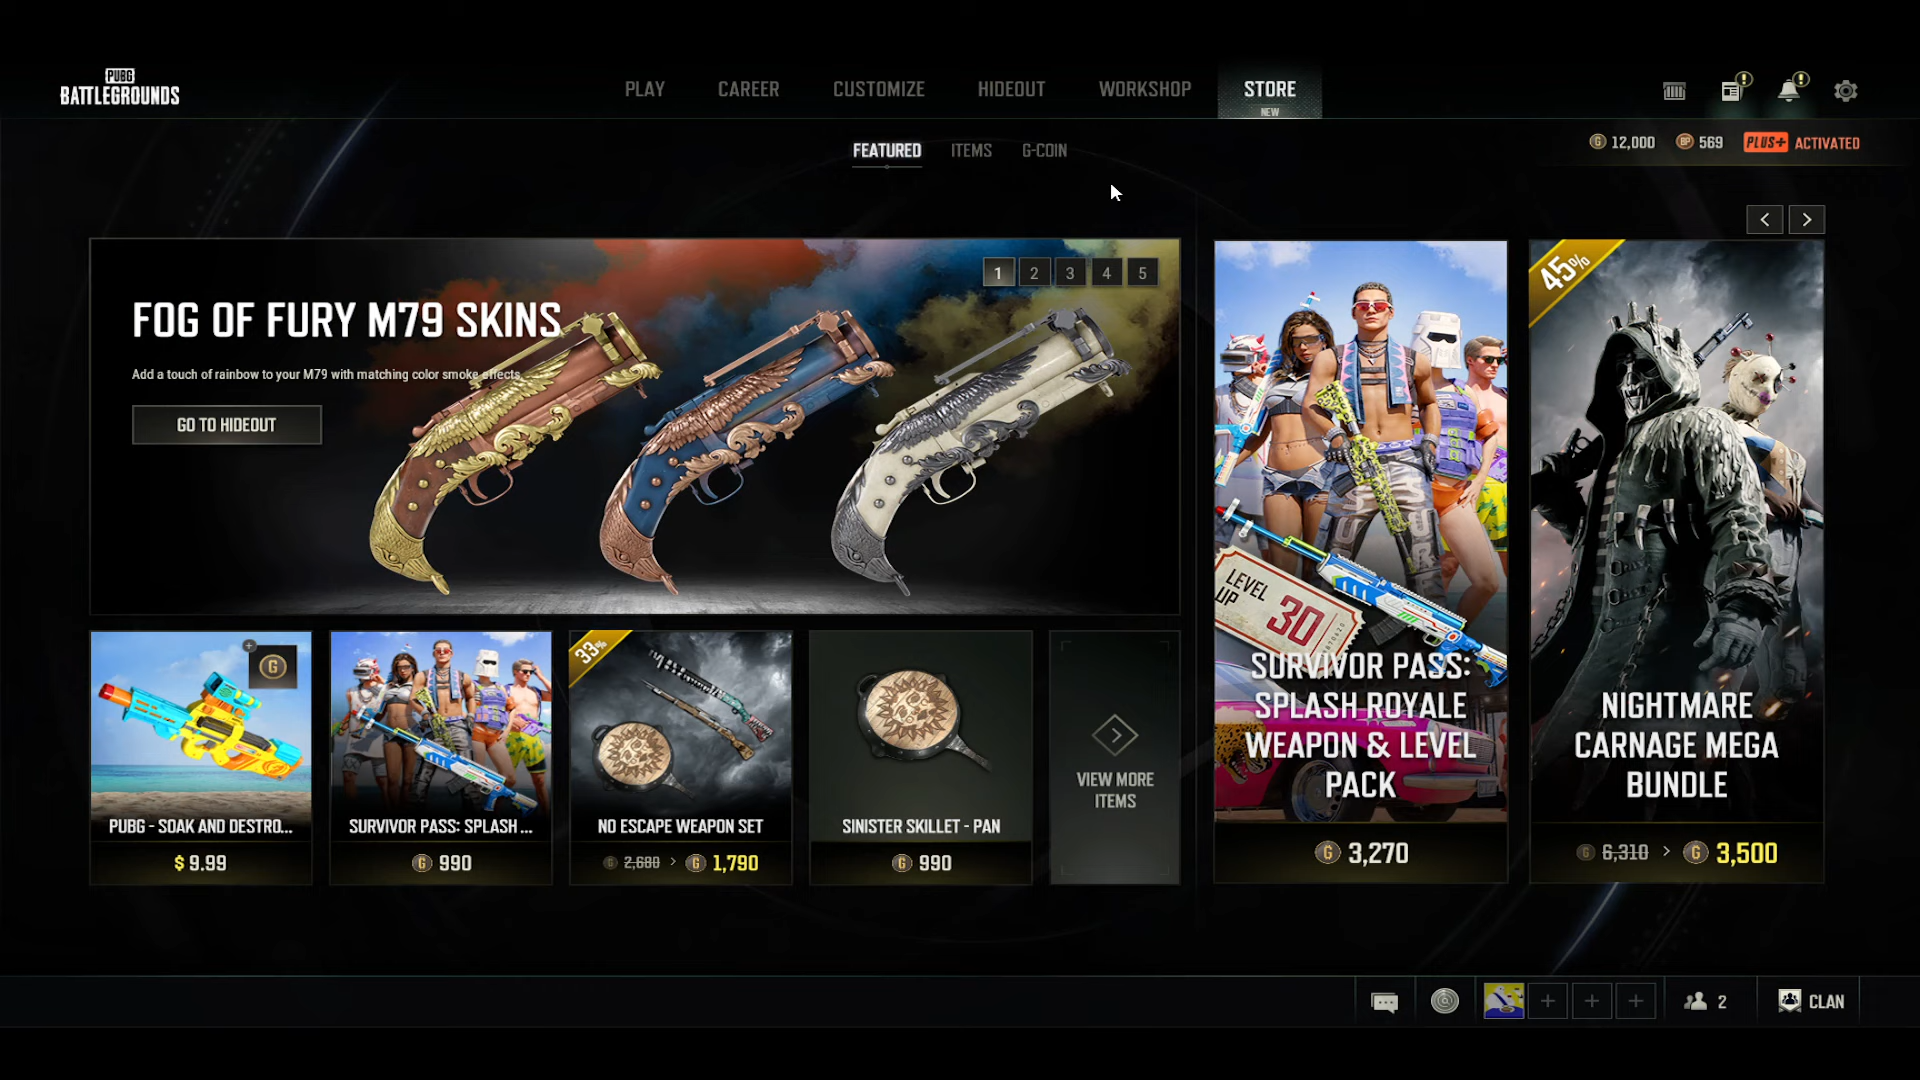 PUBG
BATTLEGROUNDS
PLAY
CAREER
CUSTOMIZE
HIDEOUT
WORKSHOP
STORE
NEW
FEATURED
ITEMS
G-COIN
G 12,000
BP 569
PLUS+ ACTIVATED
FOG OF FURY M79 SKINS
Add a touch of rainbow to your M79 with matching color smoke effects.
GO TO HIDEOUT
1 2 3 4 5
G
PUBG - SOAK AND DESTRO...
$ 9.99
SURVIVOR PASS: SPLASH ...
G 990
33%
NO ESCAPE WEAPON SET
G 2,680 > G 1,790
SINISTER SKILLET - PAN
G 990
VIEW MORE
ITEMS
LEVEL
UP
30
SURVIVOR PASS:
SPLASH ROYALE
WEAPON & LEVEL
PACK
G 3,270
45%
NIGHTMARE
CARNAGE MEGA
BUNDLE
G 6,310 > G 3,500
2
CLAN